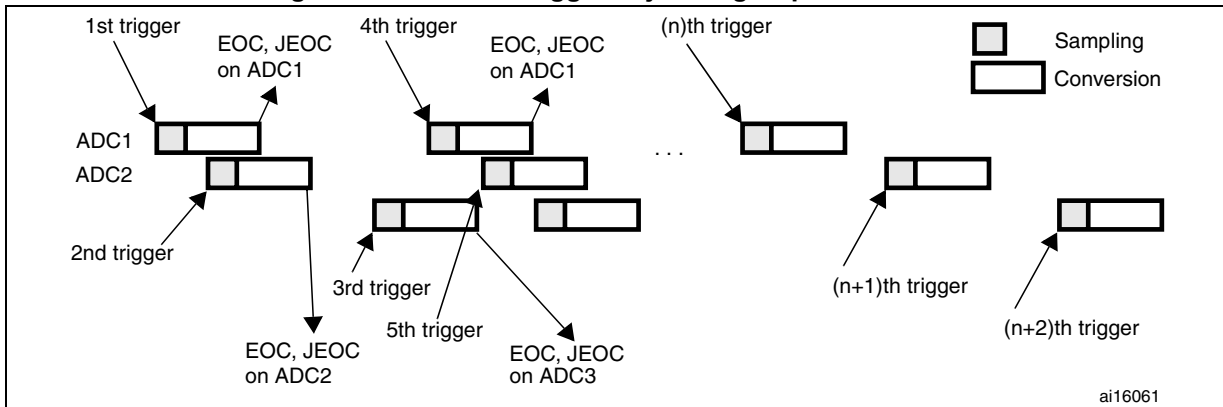 1st trigger
EOC, JEOC
on ADC1
4th trigger
EOC, JEOC
on ADC1
(n)th trigger
Sampling
Conversion
ADC1
ADC2
. . .
2nd trigger
3rd trigger
5th trigger
(n+1)th trigger
(n+2)th trigger
EOC, JEOC
on ADC2
EOC, JEOC
on ADC3
ai16061